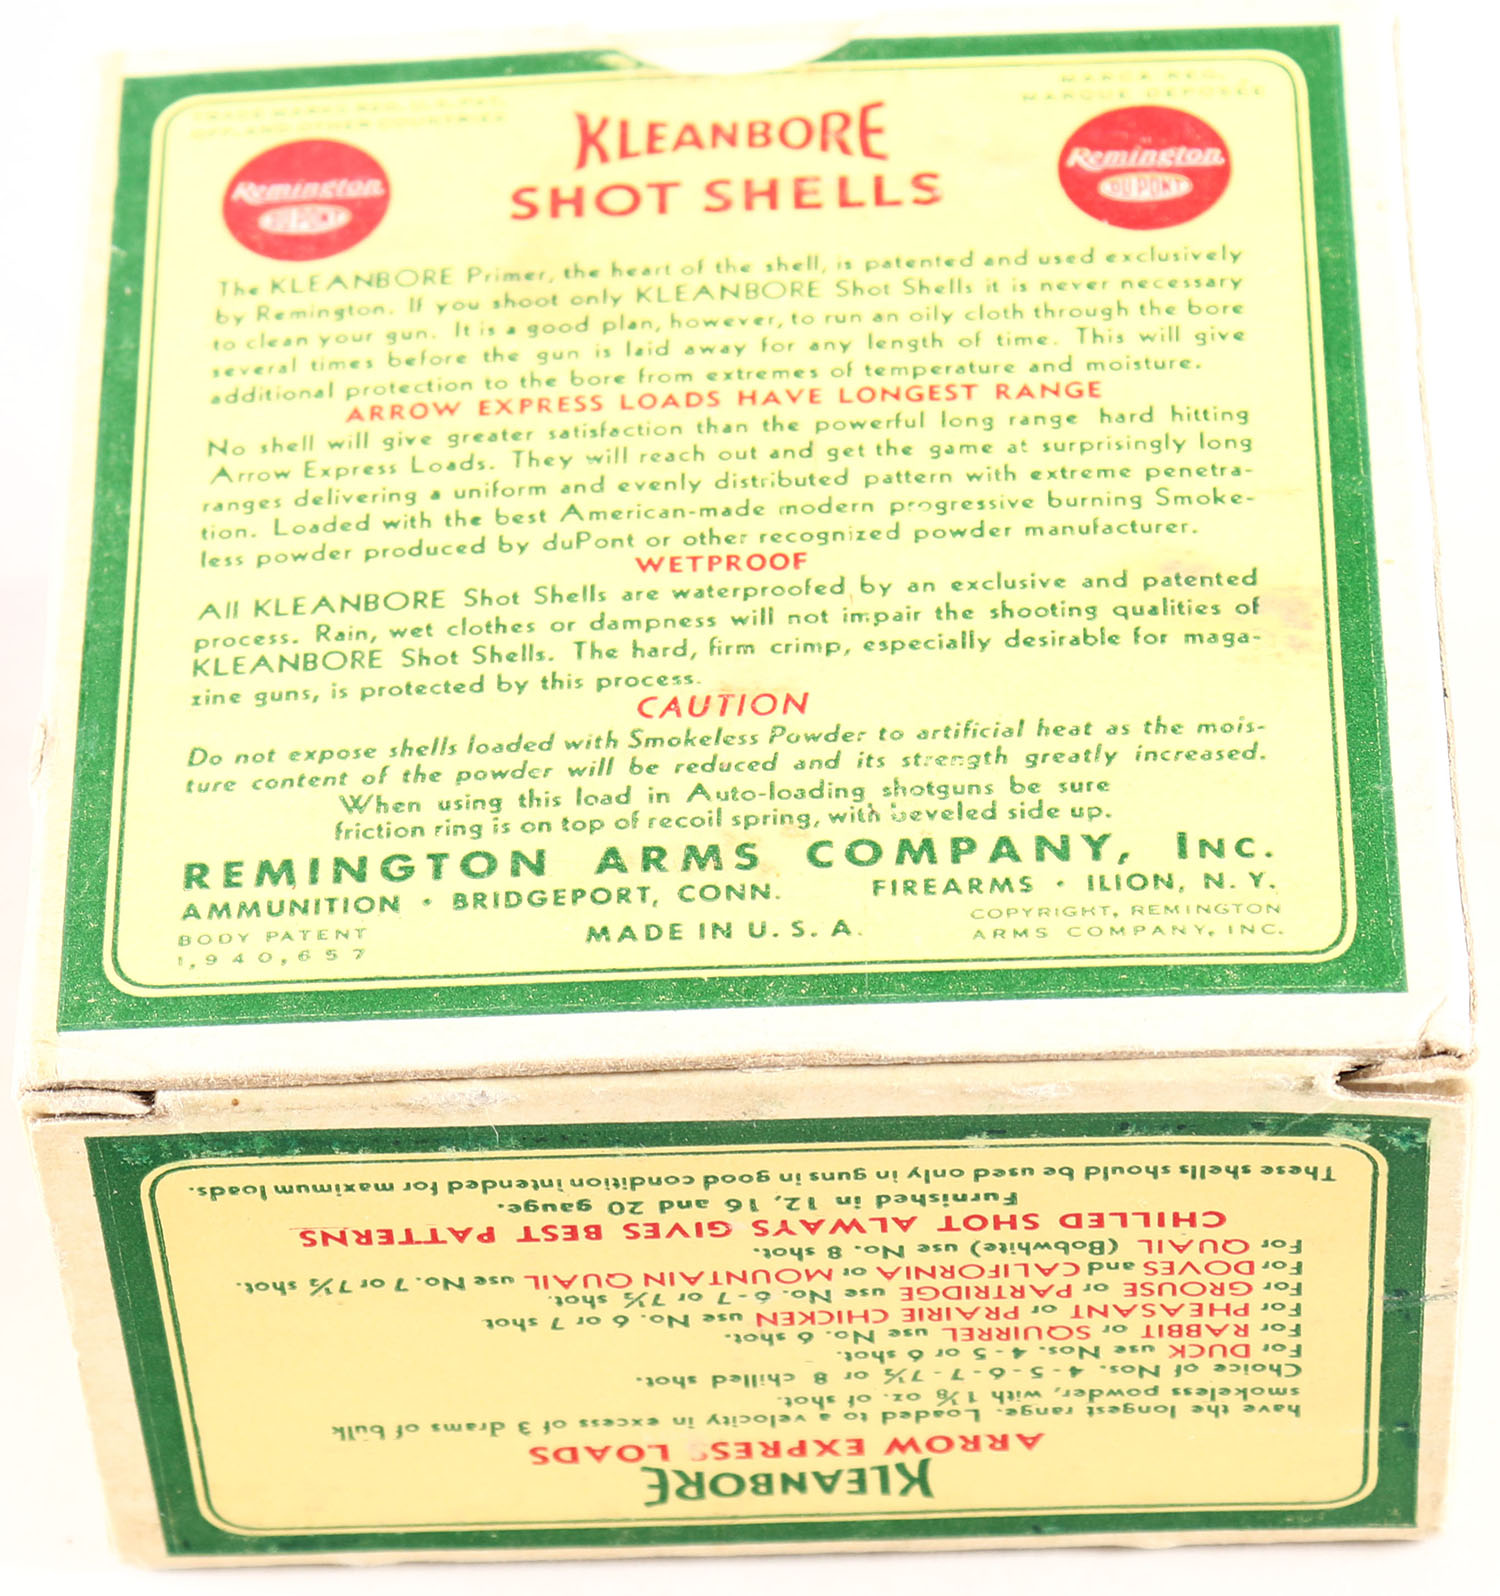 TRADE MARKS REG. U.S. PAT.
OFF. AND OTHER COUNTRIES
MARCA REG.
MARQUE DEPOSEE
Remington
DU PONT
KLEANBORE
SHOT SHELLS
Remington
DU PONT
The KLEANBORE Primer, the heart of the shell, is patented and used exclusively
by Remington. If you shoot only KLEANBORE Shot Shells it is never necessary
to clean your gun. It is a good plan, however, to run an oily cloth through the bore
several times before the gun is laid away for any length of time. This will give
additional protection to the bore from extremes of temperature and moisture.
ARROW EXPRESS LOADS HAVE LONGEST RANGE
No shell will give greater satisfaction than the powerful long range hard hitting
Arrow Express Loads. They will reach out and get the game at surprisingly long
ranges delivering a uniform and evenly distributed pattern with extreme penetra-
tion. Loaded with the best American-made modern progressive burning Smoke-
less powder produced by duPont or other recognized powder manufacturer.
WETPROOF
All KLEANBORE Shot Shells are waterproofed by an exclusive and patented
process. Rain, wet clothes or dampness will not impair the shooting qualities of
KLEANBORE Shot Shells. The hard, firm crimp, especially desirable for maga-
zine guns, is protected by this process.
CAUTION
Do not expose shells loaded with Smokeless Powder to artificial heat as the mois-
ture content of the powder will be reduced and its strength greatly increased.
When using this load in Auto-loading shotguns be sure
friction ring is on top of recoil spring, with beveled side up.
REMINGTON ARMS COMPANY, INC.
AMMUNITION • BRIDGEPORT, CONN. FIREARMS • ILION, N. Y.
BODY PATENT
1,940,657
MADE IN U. S. A.
COPYRIGHT, REMINGTON
ARMS COMPANY, INC.
KLEANBORE
ARROW EXPRESS LOADS
have the longest range. Loaded to a velocity in excess of 3 drams of bulk
smokeless powder, with 1⅛ oz. of shot.
Choice of Nos. 4-5-6-7-7½ or 8 chilled shot.
For DUCK use Nos. 4-5 or 6 shot.
For RABBIT or SQUIRREL use No. 6 shot.
For PHEASANT or PRAIRIE CHICKEN use No. 6 or 7 shot
For GROUSE or PARTRIDGE use No. 6-7 or 7½ shot.
For DOVES and CALIFORNIA or MOUNTAIN QUAIL use No. 7 or 7½ shot.
For QUAIL (Bobwhite) use No. 8 shot.
CHILLED SHOT ALWAYS GIVES BEST PATTERNS
Furnished in 12, 16 and 20 gauge.
These shells should be used only in guns in good condition intended for maximum loads.